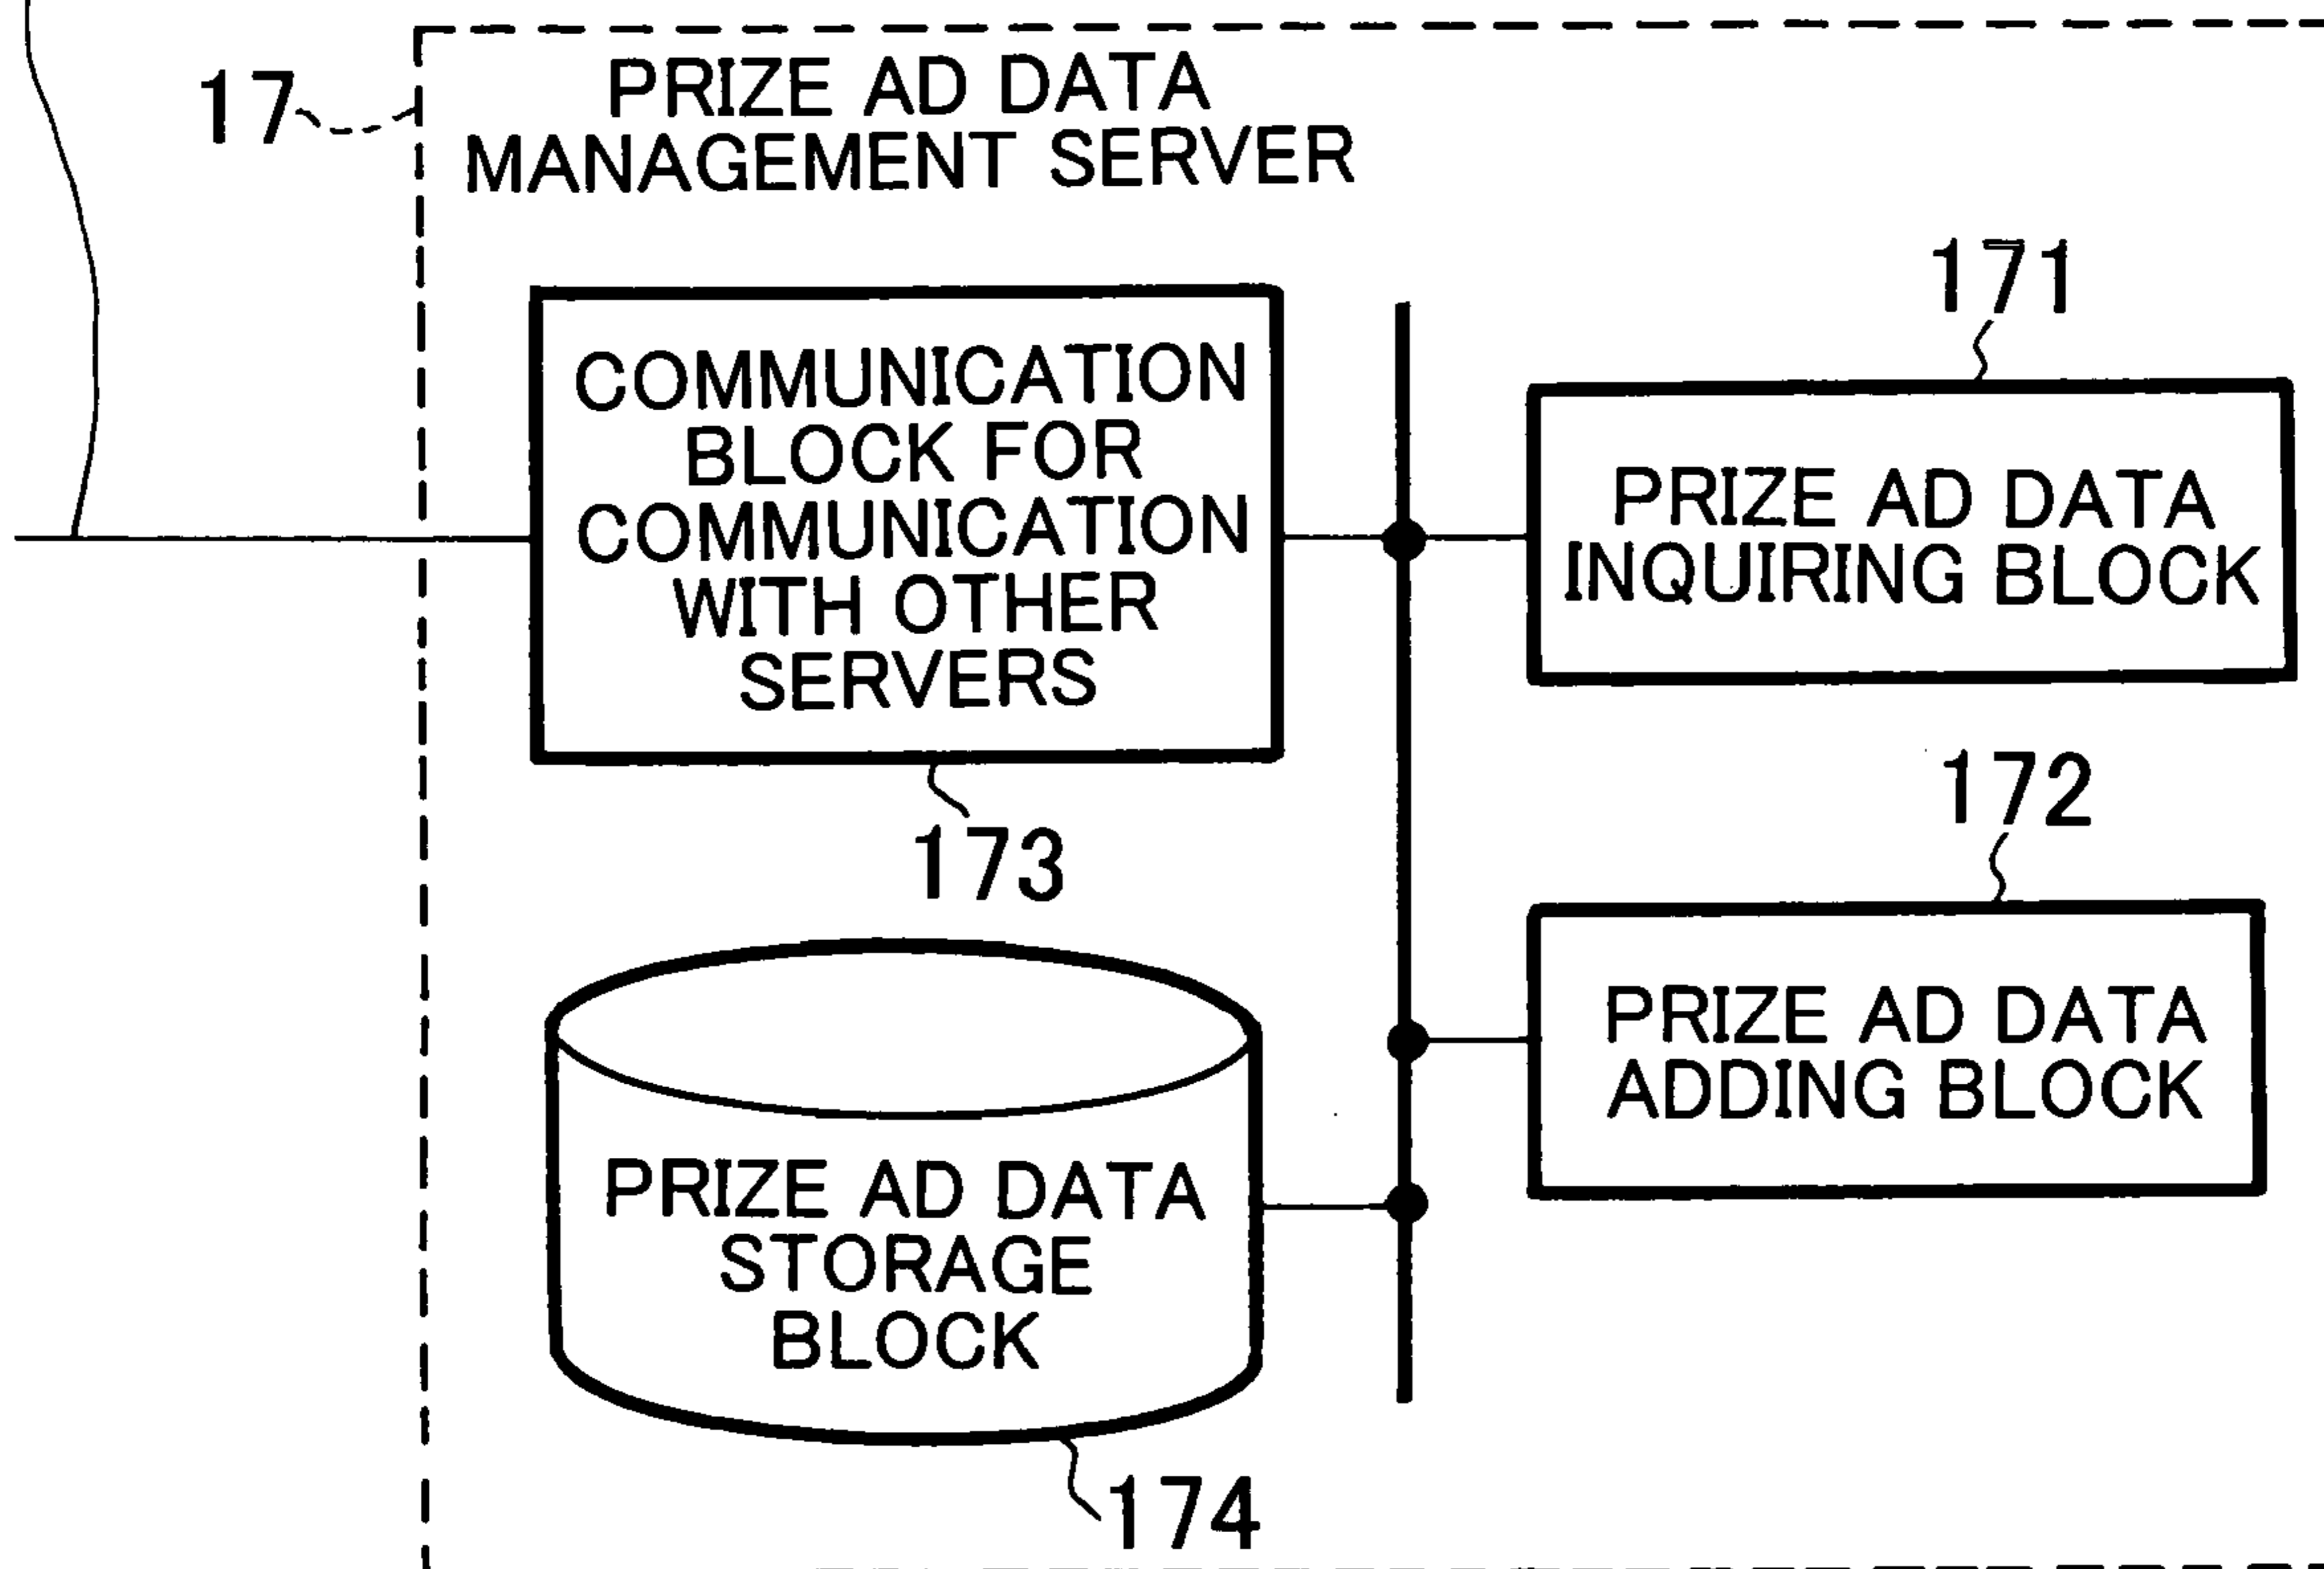 17
PRIZE AD DATA
MANAGEMENT SERVER
COMMUNICATION
BLOCK FOR
COMMUNICATION
WITH OTHER
SERVERS
173
171
PRIZE AD DATA
INQUIRING BLOCK
172
PRIZE AD DATA
ADDING BLOCK
PRIZE AD DATA
STORAGE
BLOCK
174